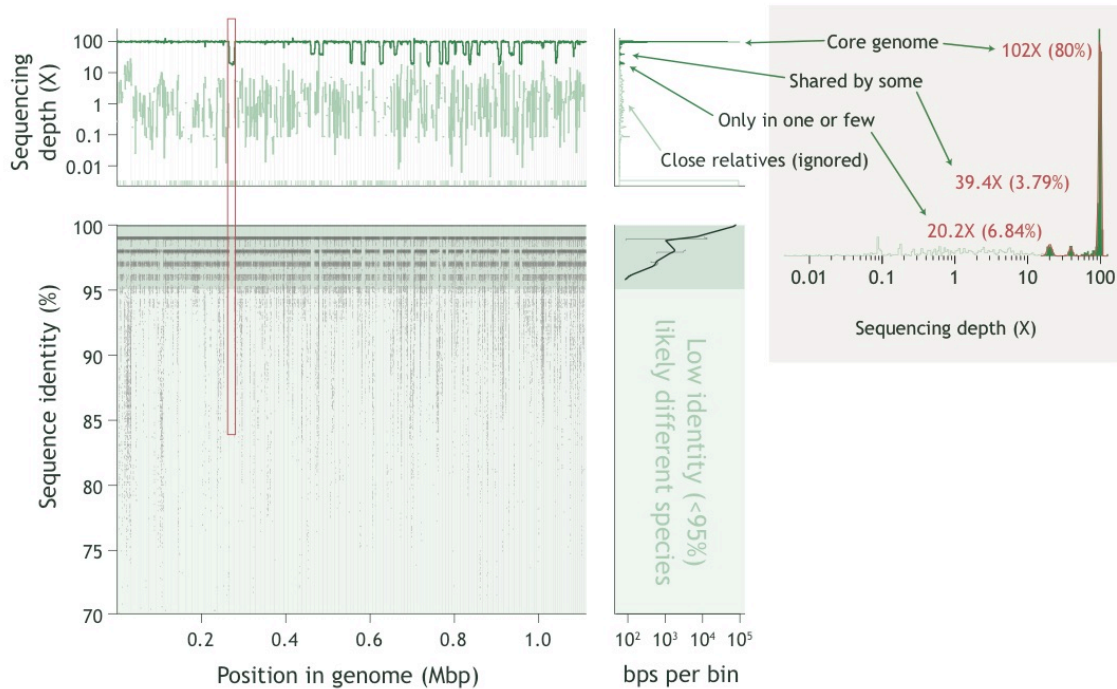 Sequencing
depth (X)
100
10
1
0.1
0.01
Core genome
Shared by some
Only in one or few
Close relatives (ignored)
102X (80%)
39.4X (3.79%)
20.2X (6.84%)
0.01
0.1
1
10
100
Sequencing depth (X)
Sequence identity (%)
100
95
90
85
80
75
70
0.2
0.4
0.6
0.8
1.0
Position in genome (Mbp)
Low identity (<95%)
likely different species
10²
10³
10⁴
10⁵
bps per bin